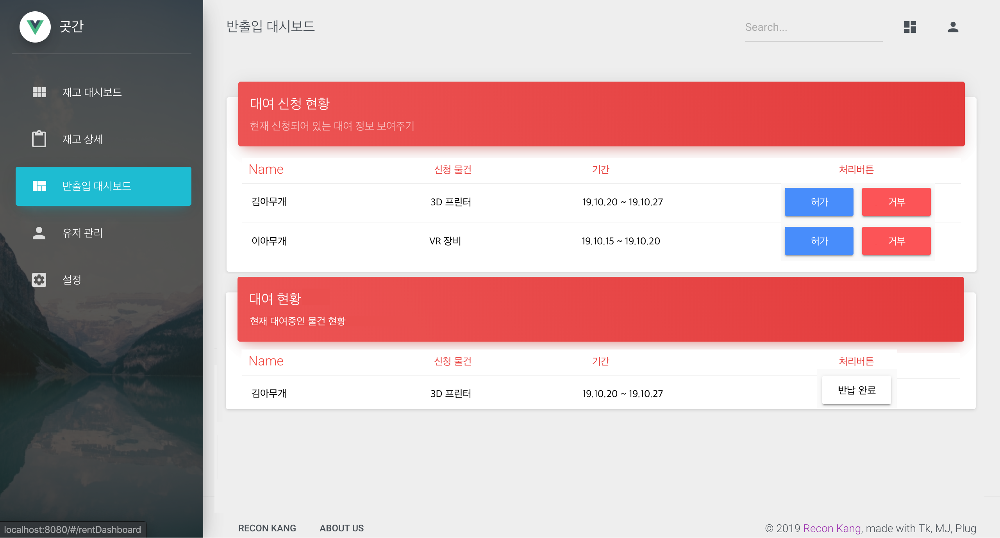 곳간
재고 대시보드
재고 상세
반출입 대시보드
유저 관리
설정
localhost:8080/#/rentDashboard
반출입 대시보드
Search...
대여 신청 현황
현재 신청되어 있는 대여 정보 보여주기
Name 신청 물건 기간 처리버튼
김아무개 3D 프린터 19.10.20 ~ 19.10.27 허가 거부
이아무개 VR 장비 19.10.15 ~ 19.10.20 허가 거부
대여 현황
현재 대여중인 물건 현황
Name 신청 물건 기간 처리버튼
김아무개 3D 프린터 19.10.20 ~ 19.10.27 반납 완료
RECON KANG ABOUT US
© 2019 Recon Kang, made with Tk, MJ, Plug